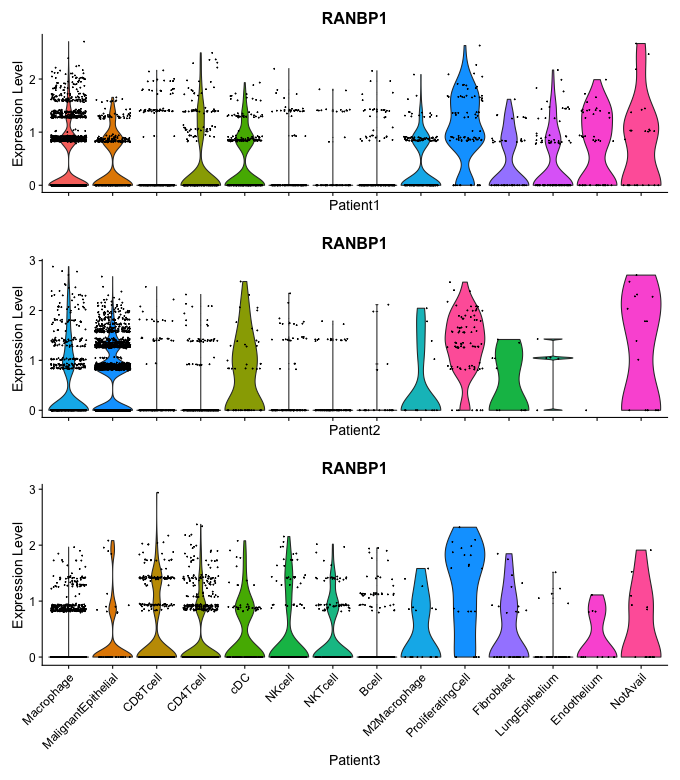 RANBP1
Expression Level
2
1
0
Patient1
RANBP1
Expression Level
3
2
1
0
Patient2
RANBP1
Expression Level
3
2
1
0
Macrophage
MalignantEpithelial
CD8Tcell
CD4Tcell
cDC
NKcell
NKTcell
Bcell
M2Macrophage
ProliferatingCell
Fibroblast
LungEpithelium
Endothelium
NotAvail
Patient3